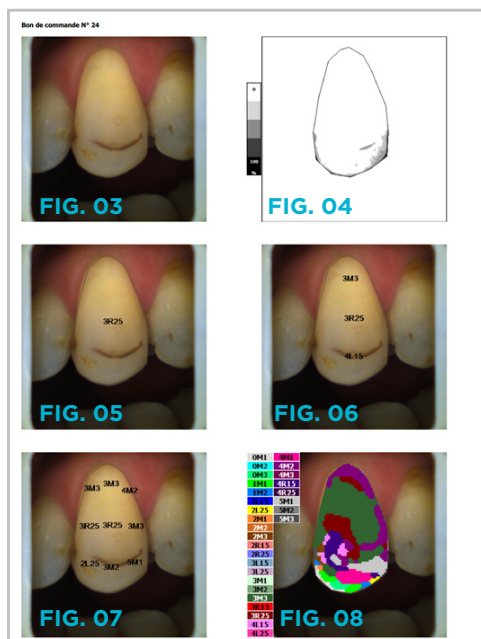 Bon de commande N° 24
100
%
FIG. 03
FIG. 04
3R25
FIG. 05
3M3
3R25
4L15
FIG. 06
3M3 3M3 4M2
3R25 3R25 3M3
2L25 3M2 5M1
FIG. 07
0M1 4M1
0M2 4M2
0M3 4M3
1M1 4R15
1M2 4R25
5M1
2L25 5M2
2M1 5M3
2M2
2M3
2R15
2R25
3L15
3L25
3M1
3M2
3M3
3R15
3R25
4L15
4L25
FIG. 08